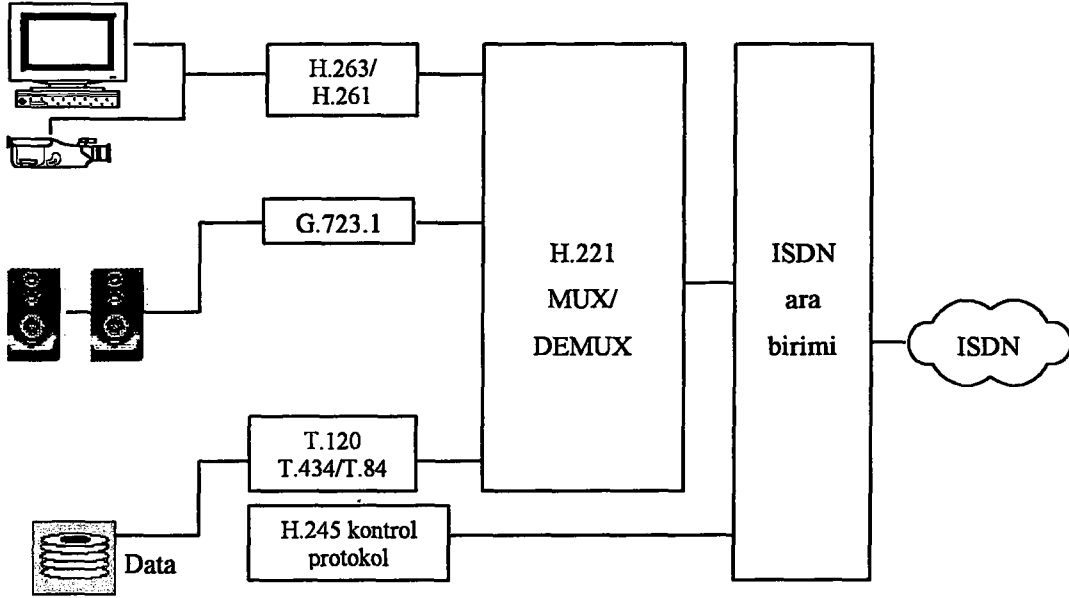 H.263/
H.261
G.723.1
H.221
MUX/
DEMUX
ISDN
ara
birimi
ISDN
T.120
T.434/T.84
H.245 kontrol
protokol
Data